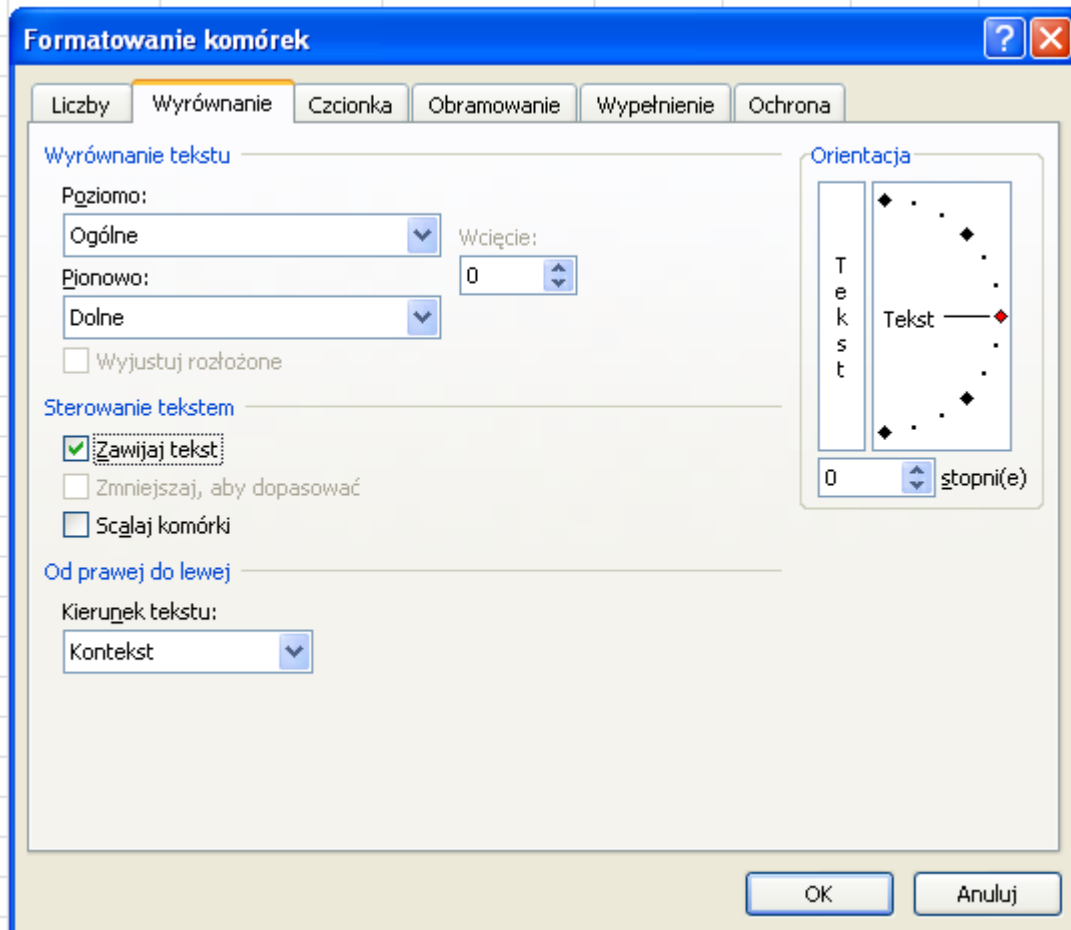 Formatowanie komórek
?
Liczby Wyrównanie Czcionka Obramowanie Wypełnienie Ochrona
Wyrównanie tekstu
Poziomo:
Ogólne
Wcięcie:
0
Pionowo:
Dolne
Wyjustuj rozłożone
Sterowanie tekstem
Zawijaj tekst
Zmniejszaj, aby dopasować
Scalaj komórki
Od prawej do lewej
Kierunek tekstu:
Kontekst
Orientacja
Tekst
Tekst
0 stopni(e)
OK Anuluj